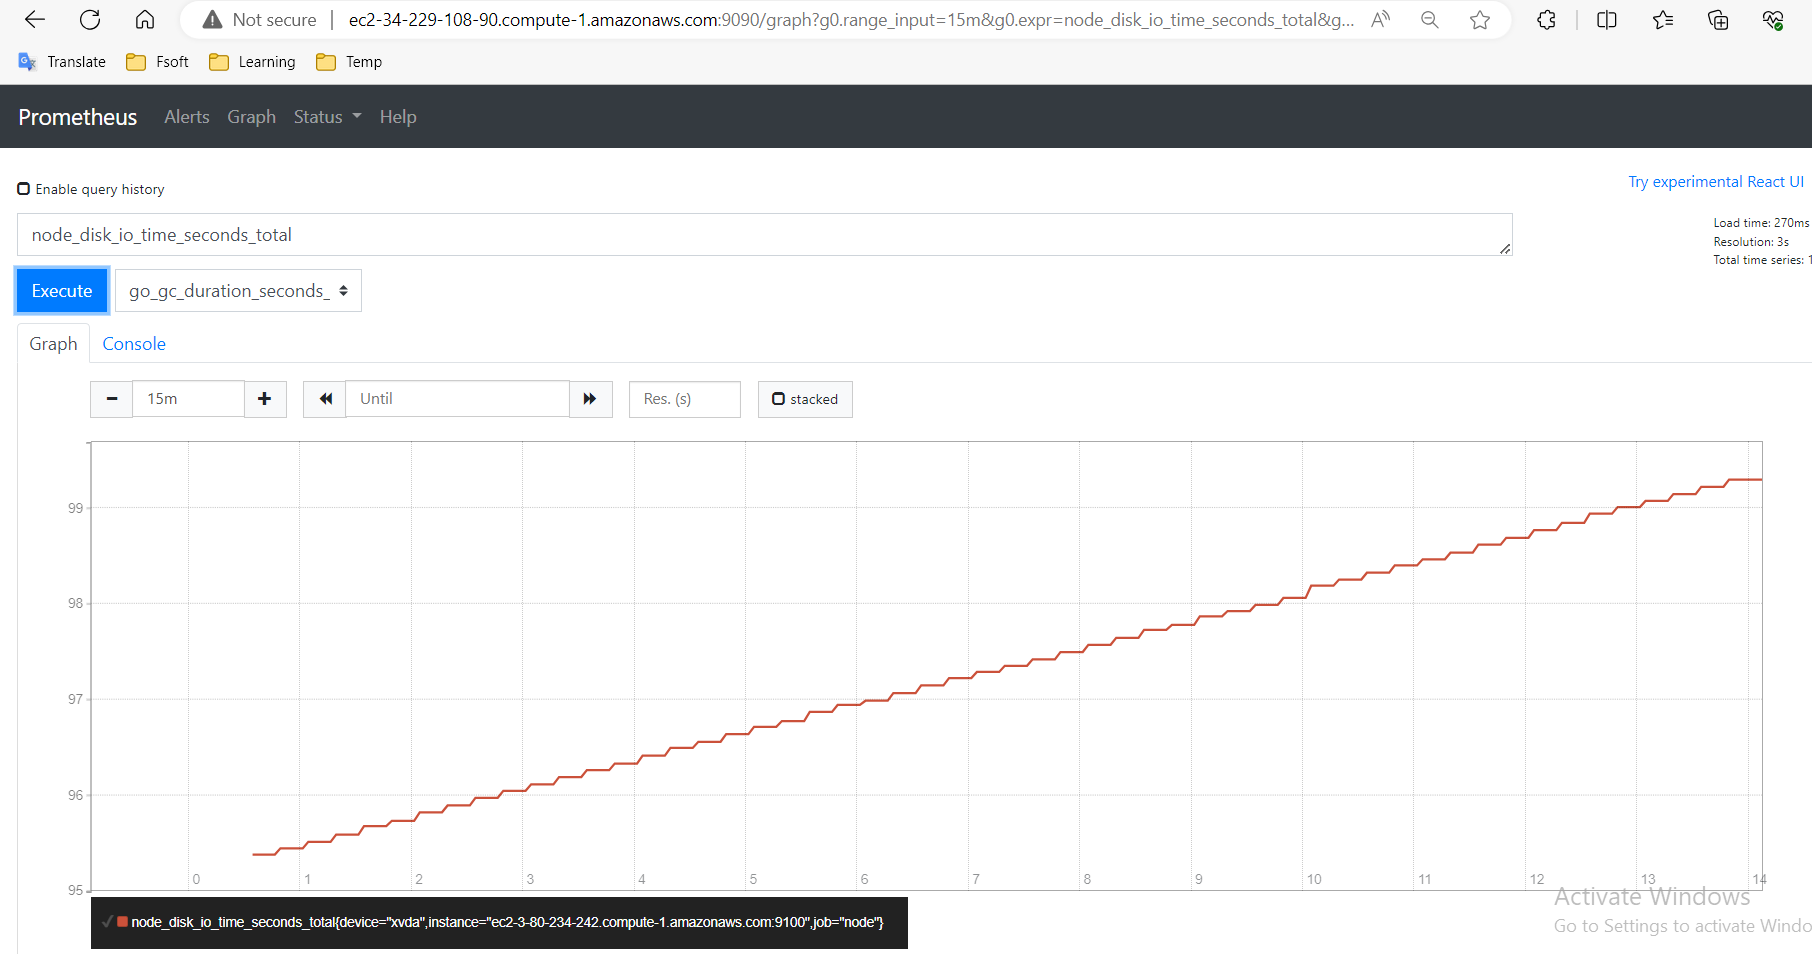 Not secure ec2-34-229-108-90.compute-1.amazonaws.com:9090/graph?g0.range_input=15m&g0.expr=node_disk_io_time_seconds_total&g...
Translate Fsoft Learning Temp
Prometheus Alerts Graph Status Help
Enable query history
Try experimental React UI
node_disk_io_time_seconds_total
Load time: 270ms
Resolution: 3s
Total time series: 1
Execute go_gc_duration_seconds_
Graph Console
- 15m + Until Res. (s) stacked
99
98
97
96
95
0 1 2 3 4 5 6 7 8 9 10 11 12 13 14
node_disk_io_time_seconds_total{device="xvda",instance="ec2-3-80-234-242.compute-1.amazonaws.com:9100",job="node"}
Activate Windows
Go to Settings to activate Windo